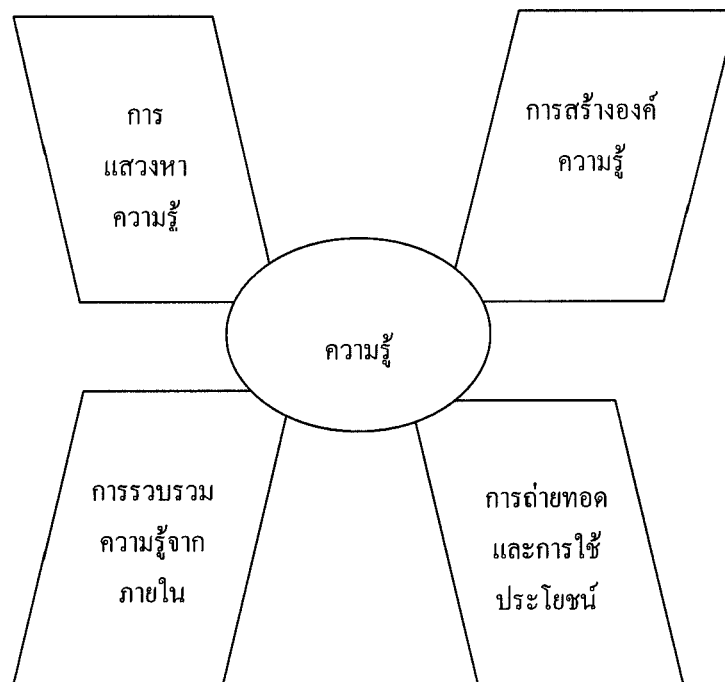 การ
แสวงหา
ความรู้
การสร้างองค์
ความรู้
ความรู้
การรวบรวม
ความรู้จาก
ภายใน
การถ่ายทอด
และการใช้
ประโยชน์